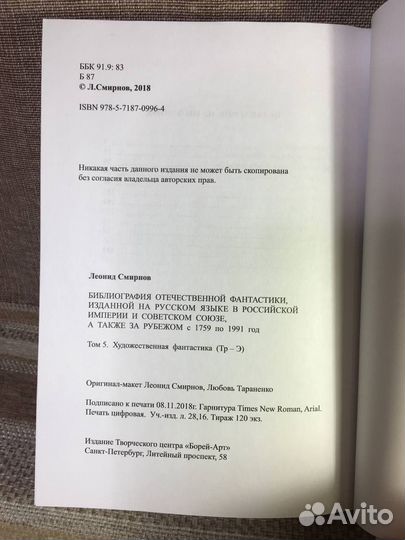 ББК 91.9: 83
Б 87
© Л.Смирнов, 2018
ISBN 978-5-7187-0996-4
Никакая часть данного издания не может быть скопирована
без согласия владельца авторских прав.
Леонид Смирнов
БИБЛИОГРАФИЯ ОТЕЧЕСТВЕННОЙ ФАНТАСТИКИ,
ИЗДАННОЙ НА РУССКОМ ЯЗЫКЕ В РОССИЙСКОЙ
ИМПЕРИИ И СОВЕТСКОМ СОЮЗЕ,
А ТАКЖЕ ЗА РУБЕЖОМ с 1759 по 1991 год
Том 5. Художественная фантастика (Тр – Э)
Оригинал-макет Леонид Смирнов, Любовь Тараненко
Подписано к печати 08.11.2018г. Гарнитура Times New Roman, Arial.
Печать цифровая. Уч.-изд. л. 28,16. Тираж 120 экз.
Издание Творческого центра «Борей-Арт»
Санкт-Петербург, Литейный проспект, 58
Avito